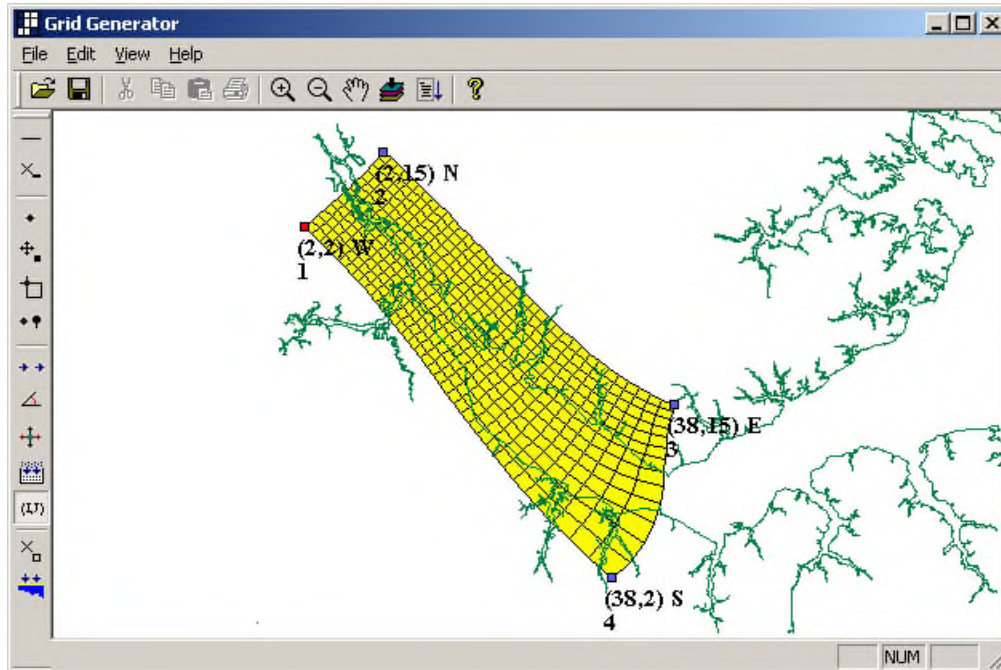 Grid Generator
File Edit View Help
(2,15) N
2
(2,2) W
1
(38,15) E
3
(38,2) S
4
(I,J)
NUM